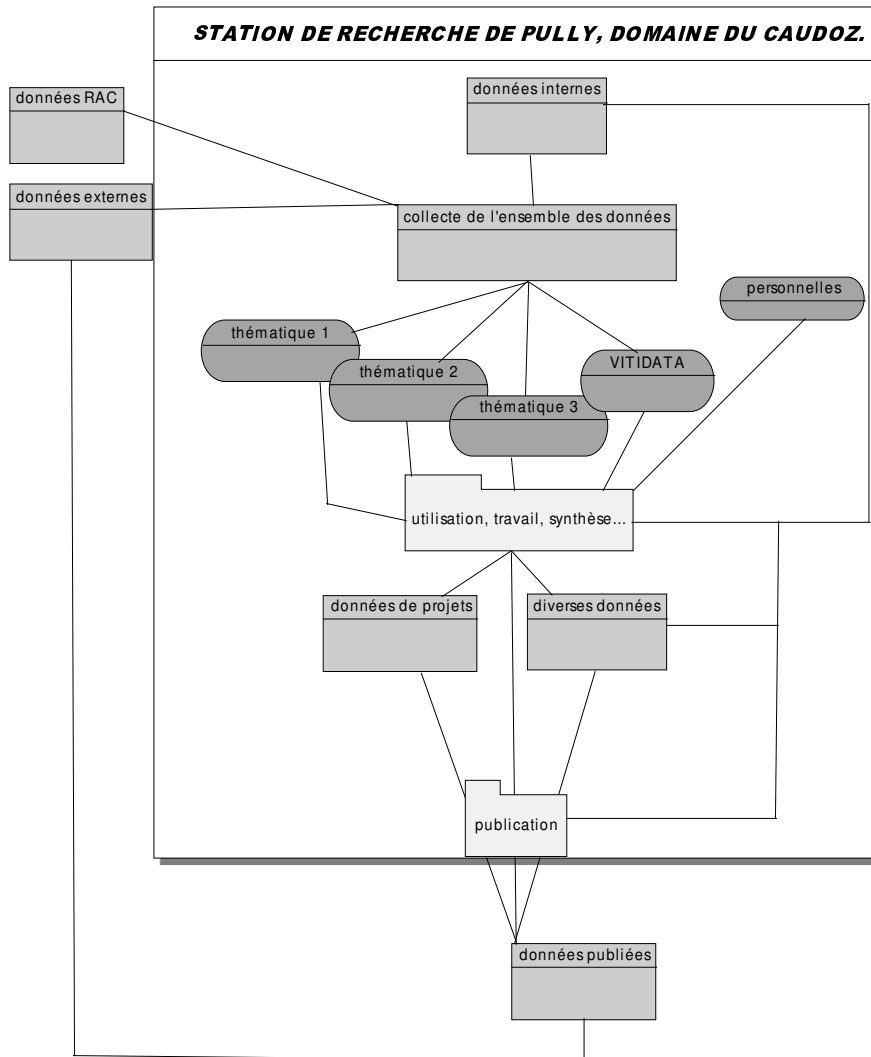 STATION DE RECHERCHE DE PULLY, DOMAINE DU CAUDOZ.
données internes
données RAC
données externes
collecte de l'ensemble des données
personnelles
thématique 1
VITIDATA
thématique 2
thématique 3
utilisation, travail, synthèse...
données de projets
diverses données
publication
données publiées